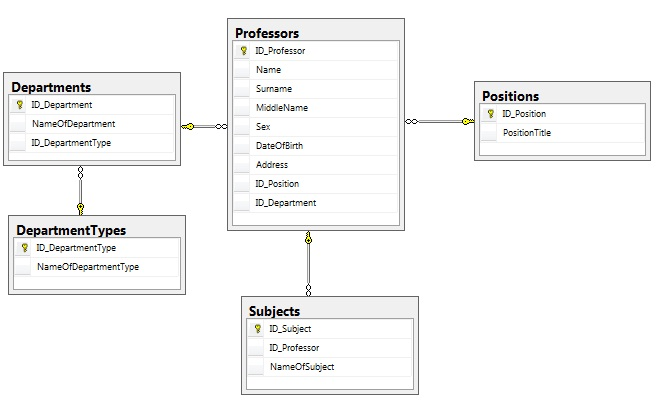 Professors
ID_Professor
Name
Surname
MiddleName
Sex
DateOfBirth
Address
ID_Position
ID_Department
Departments
ID_Department
NameOfDepartment
ID_DepartmentType
Positions
ID_Position
PositionTitle
DepartmentTypes
ID_DepartmentType
NameOfDepartmentType
Subjects
ID_Subject
ID_Professor
NameOfSubject